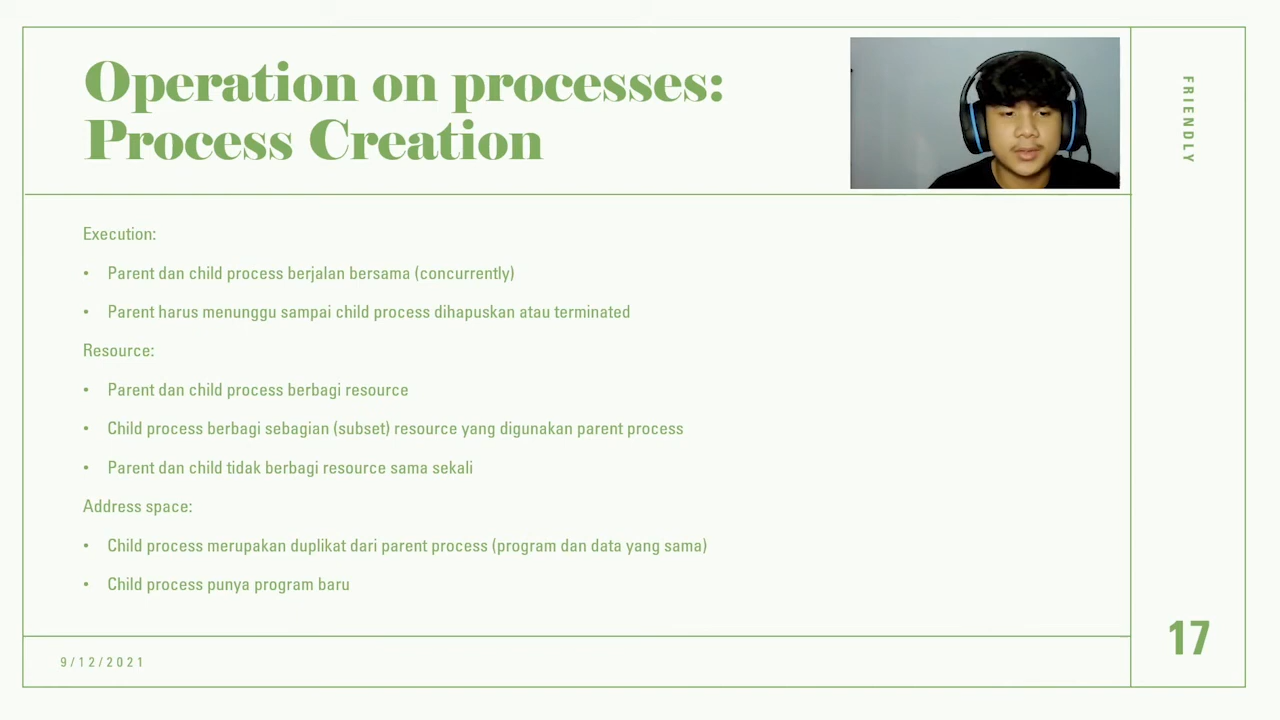 Operation on processes:
Process Creation
FRIENDLY
Execution:
• Parent dan child process berjalan bersama (concurrently)
• Parent harus menunggu sampai child process dihapuskan atau terminated
Resource:
• Parent dan child process berbagi resource
• Child process berbagi sebagian (subset) resource yang digunakan parent process
• Parent dan child tidak berbagi resource sama sekali
Address space:
• Child process merupakan duplikat dari parent process (program dan data yang sama)
• Child process punya program baru
9/12/2021
17